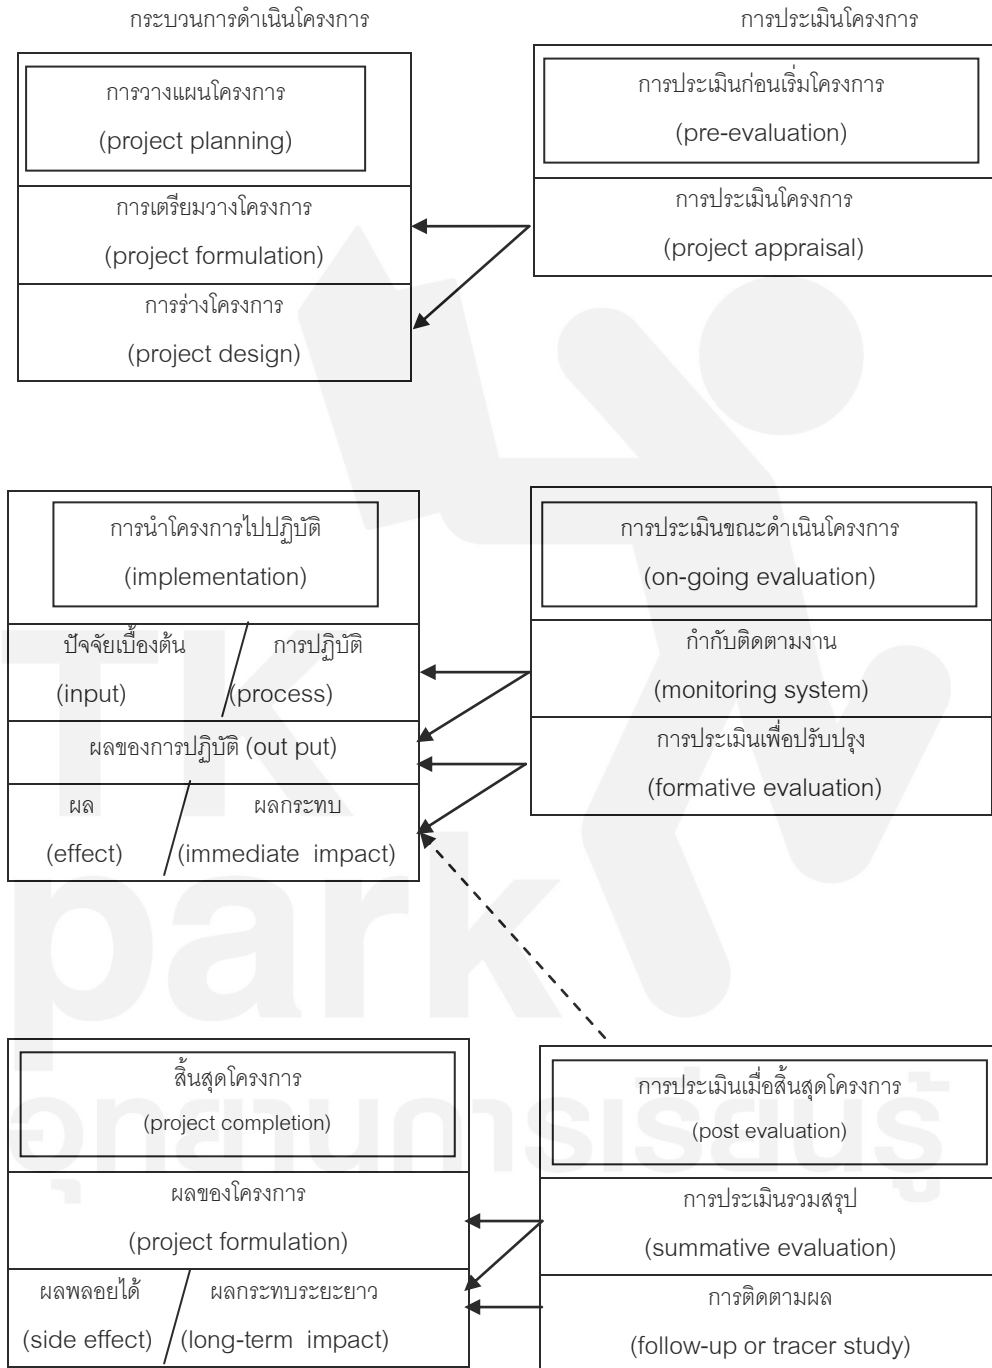 กระบวนการดำเนินโครงการ
การประเมินโครงการ
การวางแผนโครงการ
(project planning)
การเตรียมวางโครงการ
(project formulation)
การร่างโครงการ
(project design)
การประเมินก่อนเริ่มโครงการ
(pre-evaluation)
การประเมินโครงการ
(project appraisal)
การนำโครงการไปปฏิบัติ
(implementation)
ปัจจัยเบื้องต้น / การปฏิบัติ
(input) (process)
ผลของการปฏิบัติ (out put)
ผล / ผลกระทบ
(effect) (immediate impact)
การประเมินขณะดำเนินโครงการ
(on-going evaluation)
กำกับติดตามงาน
(monitoring system)
การประเมินเพื่อปรับปรุง
(formative evaluation)
สิ้นสุดโครงการ
(project completion)
ผลของโครงการ
(project formulation)
ผลพลอยได้ / ผลกระทบระยะยาว
(side effect) (long-term impact)
การประเมินเมื่อสิ้นสุดโครงการ
(post evaluation)
การประเมินรวมสรุป
(summative evaluation)
การติดตามผล
(follow-up or tracer study)
TK
park
อุทยานการเรียนรู้